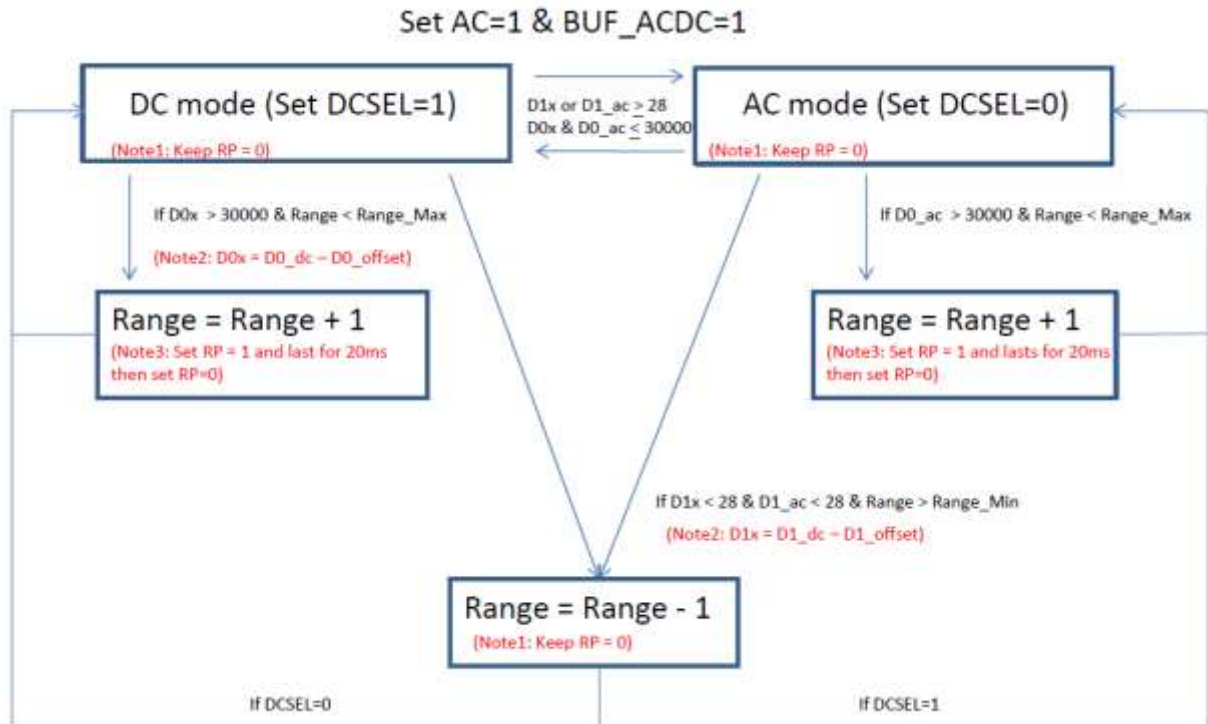 Set AC=1 & BUF_ACDC=1
DC mode (Set DCSEL=1)
(Note1: Keep RP = 0)
D1x or D1_ac ≥ 28
D0x & D0_ac ≤ 30000
AC mode (Set DCSEL=0)
(Note1: Keep RP = 0)
If D0x > 30000 & Range < Range_Max
(Note2: D0x = D0_dc – D0_offset)
If D0_ac > 30000 & Range < Range_Max
Range = Range + 1
(Note3: Set RP = 1 and last for 20ms
then set RP=0)
Range = Range + 1
(Note3: Set RP = 1 and lasts for 20ms
then set RP=0)
If D1x < 28 & D1_ac < 28 & Range > Range_Min
(Note2: D1x = D1_dc – D1_offset)
Range = Range - 1
(Note1: Keep RP = 0)
If DCSEL=0
If DCSEL=1